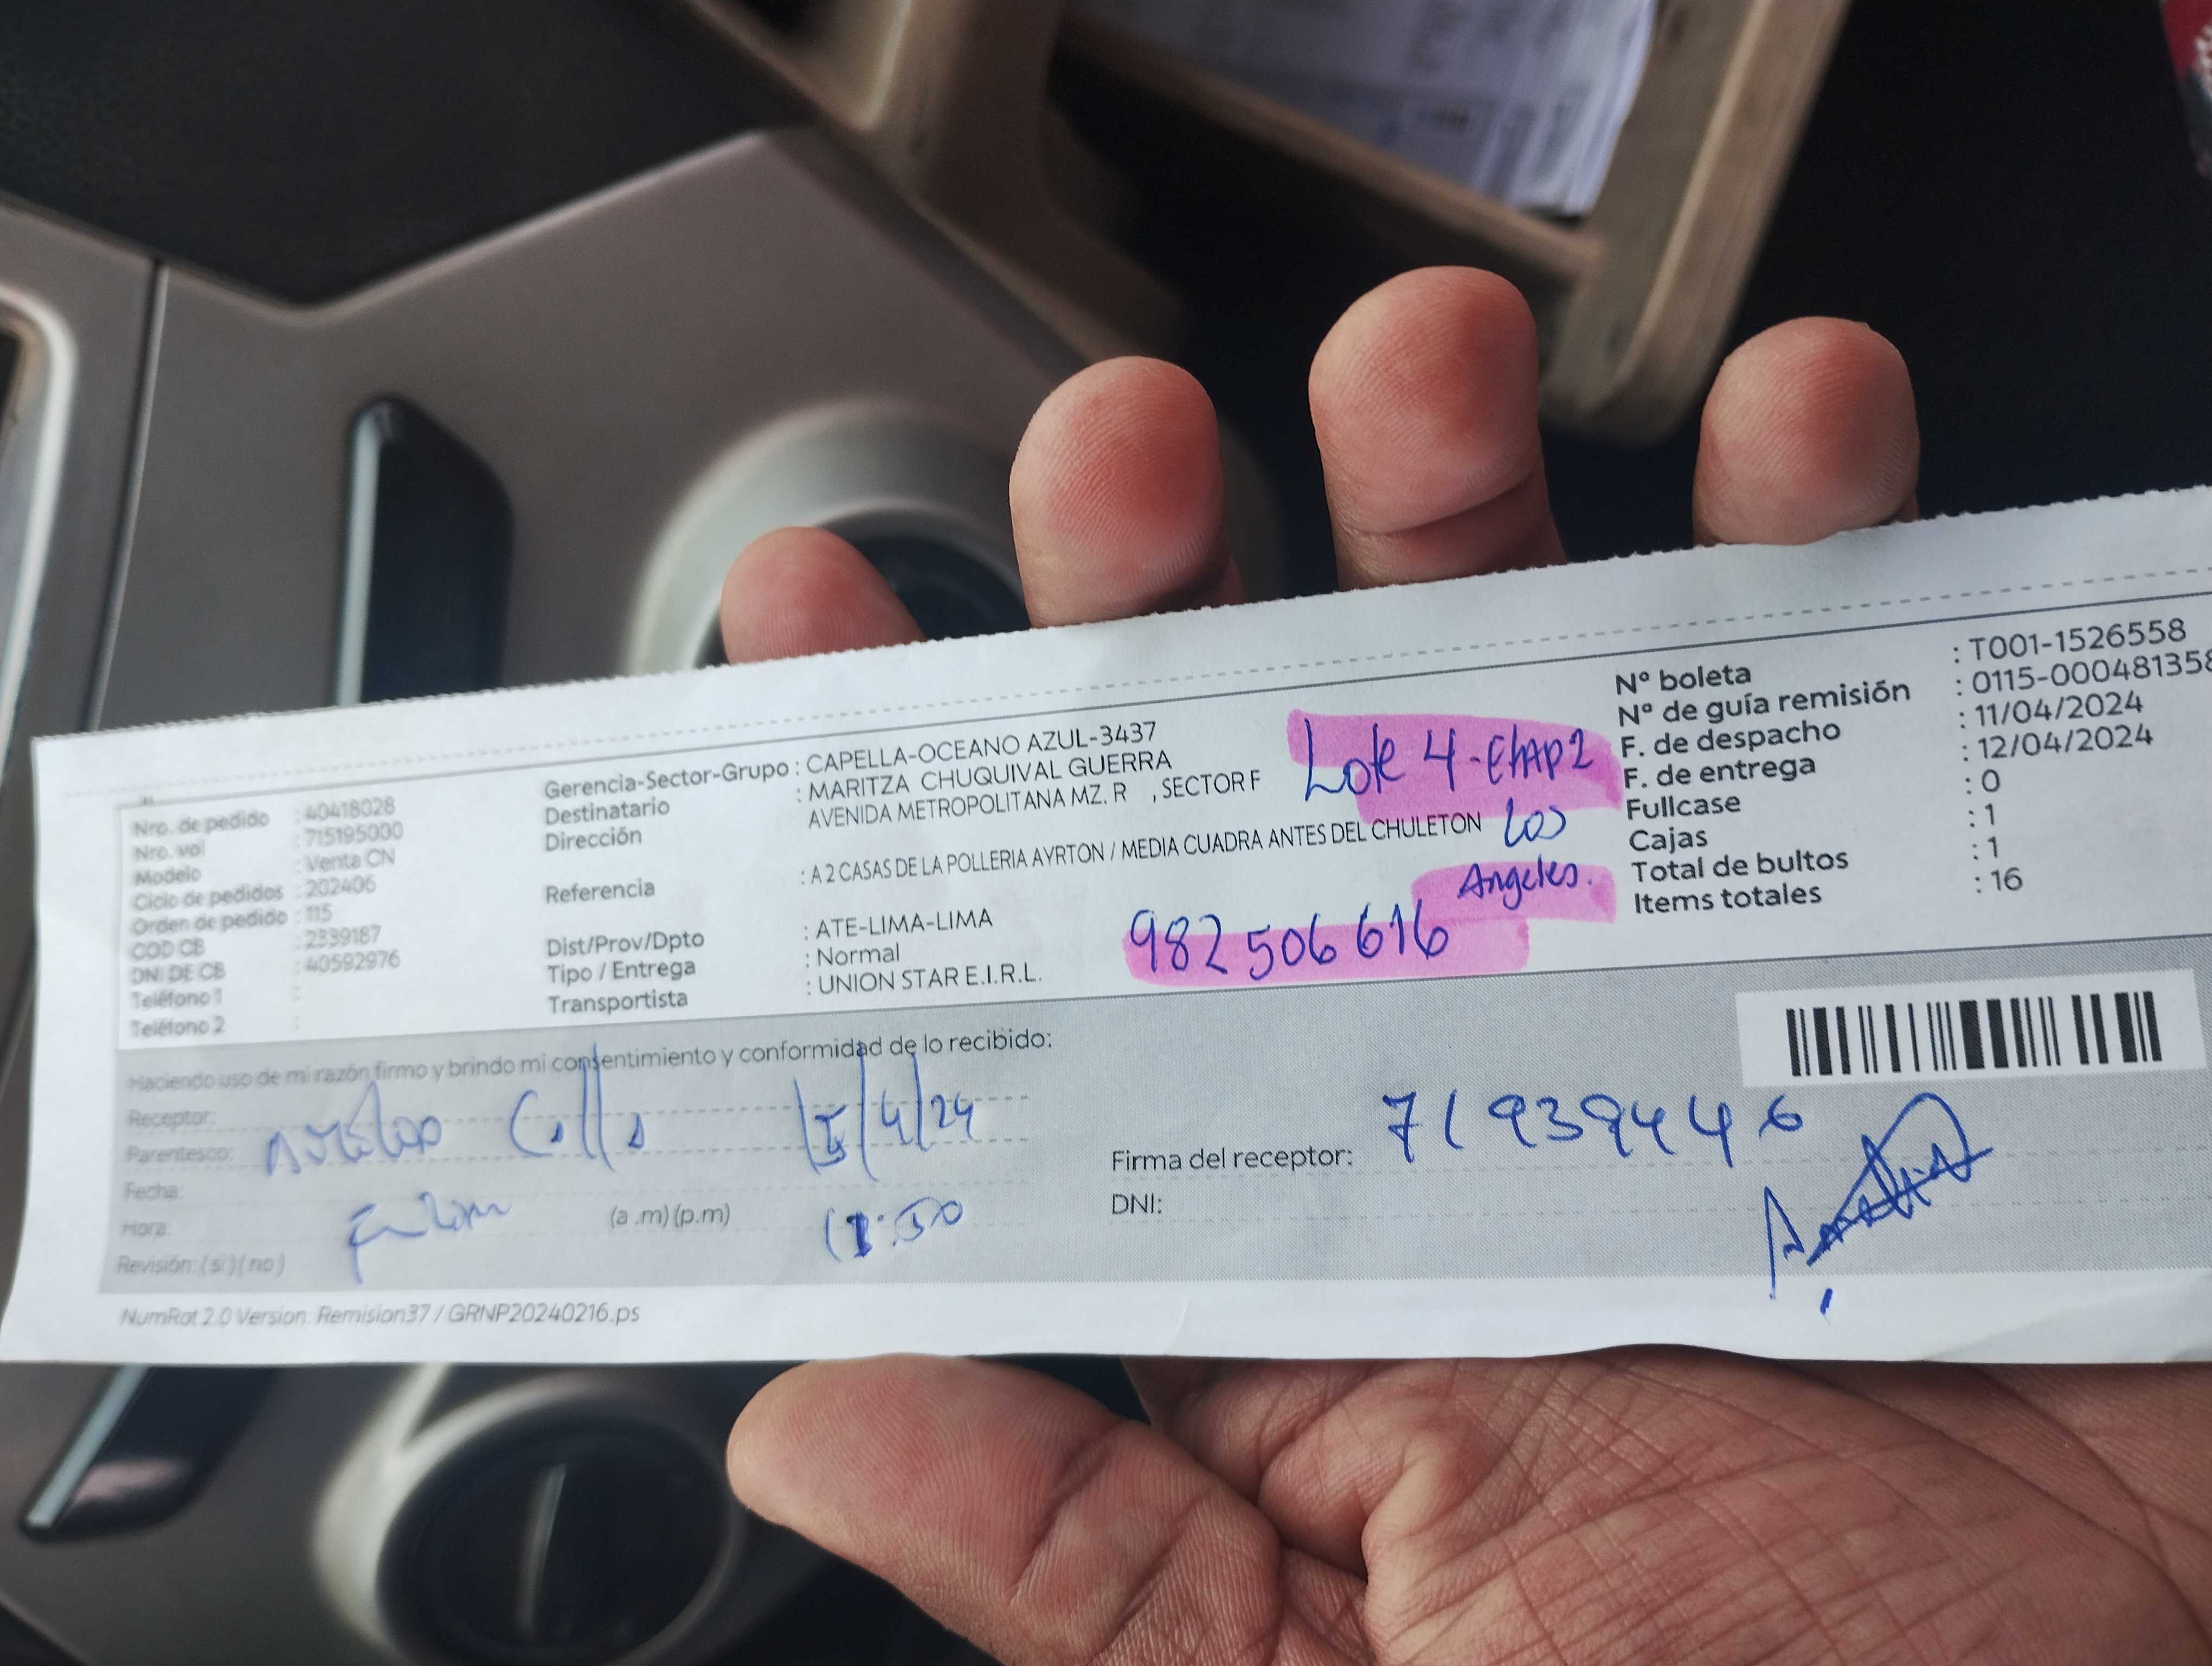 Nro. de pedido : 40418028
Nro. vol : 715195000
Modelo : Venta CN
Ciclo de pedidos : 202406
Orden de pedido : 115
COD CB : 2339187
DNI DE CB : 40592976
Teléfono 1 :
Teléfono 2 :
Gerencia-Sector-Grupo : CAPELLA-OCEANO AZUL-3437
Destinatario : MARITZA CHUQUIVAL GUERRA
Dirección AVENIDA METROPOLITANA MZ. R , SECTOR F
Lote 4-EtAp2
Referencia : A 2 CASAS DE LA POLLERIA AYRTON / MEDIA CUADRA ANTES DEL CHULETON
Los
Angeles.
Dist/Prov/Dpto : ATE-LIMA-LIMA
Tipo / Entrega : Normal
Transportista : UNION STAR E.I.R.L.
982 506 616
Nº boleta : T001-1526558
Nº de guía remisión : 0115-000481358
F. de despacho : 11/04/2024
F. de entrega : 12/04/2024
Fullcase : 0
Cajas : 1
Total de bultos : 1
Items totales : 16
Haciendo uso de mi razón firmo y brindo mi consentimiento y conformidad de lo recibido:
Receptor:
Parentesco:
Fecha:
Hora: (a .m) (p.m)
Revisión: (si) (no)
Firma del receptor:
DNI:
NumRot 2.0 Version: Remision37 / GRNP20240216.ps